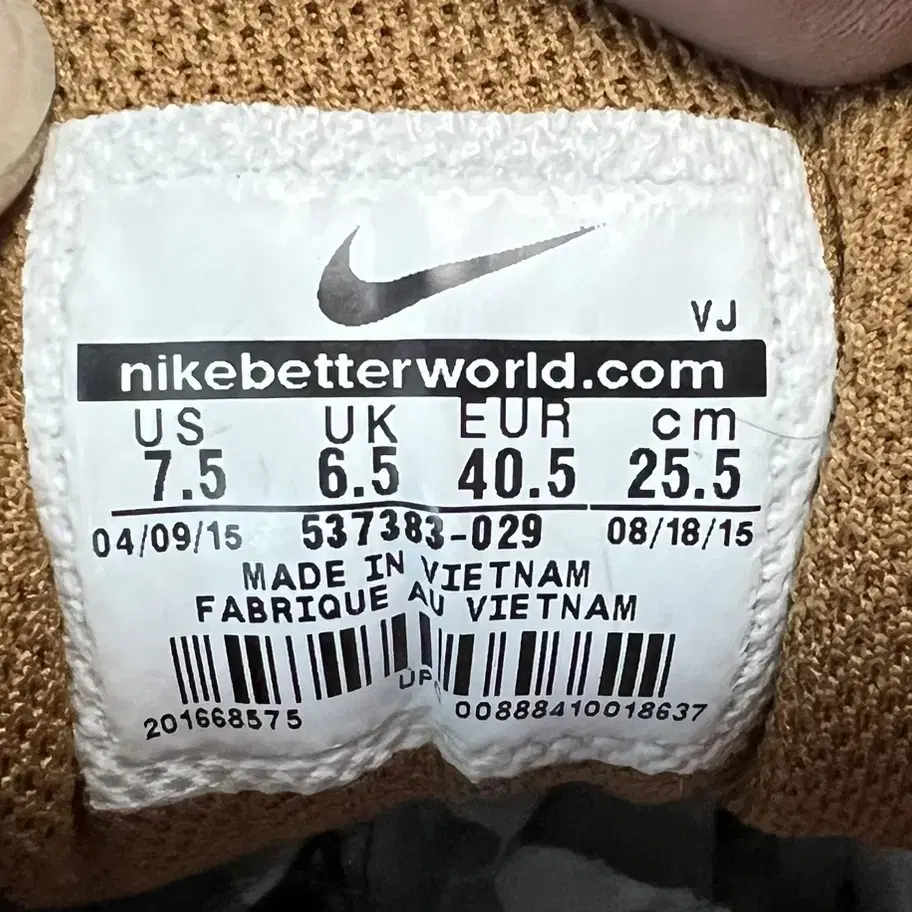 VJ
nikebetterworld.com
US UK EUR cm
7.5 6.5 40.5 25.5
04/09/15 537383-029 08/18/15
MADE IN VIETNAM
FABRIQUE AU VIETNAM
201668575 00888410018637